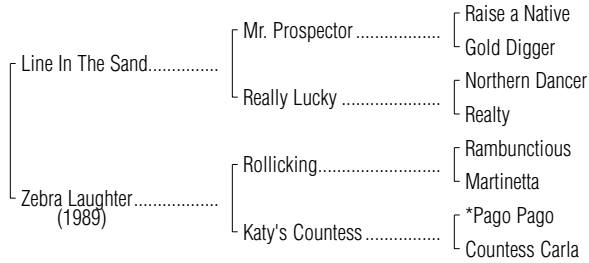 Raise a Native
Mr. Prospector ..................
Gold Digger
Line In The Sand...............
Northern Dancer
Really Lucky .....................
Realty
Rambunctious
Rollicking..........................
Martinetta
Zebra Laughter..................
(1989)
*Pago Pago
Katy's Countess ................
Countess Carla